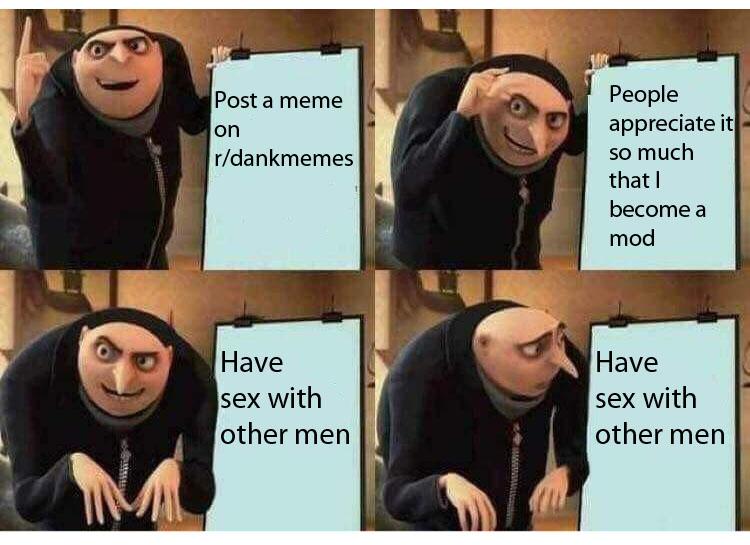 Post a meme
on
r/dankmemes
People
appreciate it
so much
that I
become a
mod
Have
sex with
other men
Have
sex with
other men